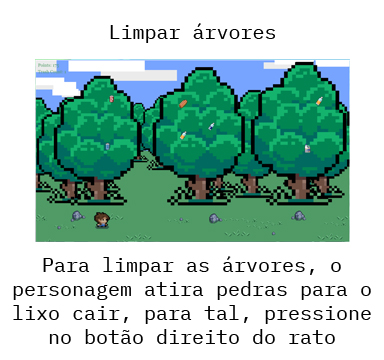 Limpar árvores
Para limpar as árvores, o
personagem atira pedras para o
lixo cair, para tal, pressione
no botão direito do rato